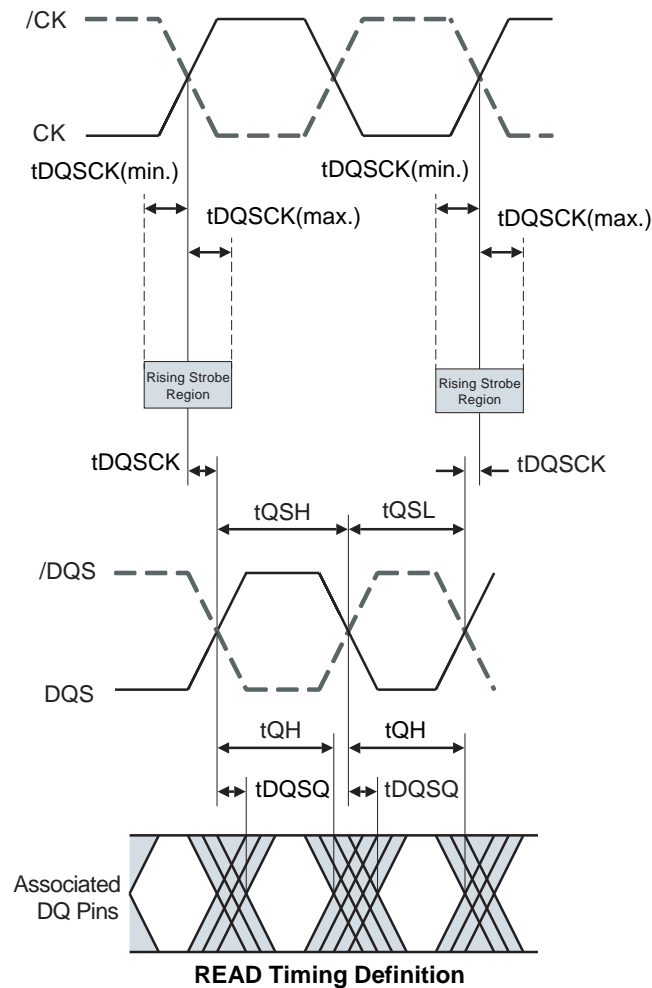 /CK
CK
tDQSCK(min.)
tDQSCK(min.)
tDQSCK(max.)
tDQSCK(max.)
Rising Strobe
Region
Rising Strobe
Region
tDQSCK
tDQSCK
tQSH
tQSL
/DQS
DQS
tQH
tQH
tDQSQ
tDQSQ
Associated
DQ Pins
READ Timing Definition